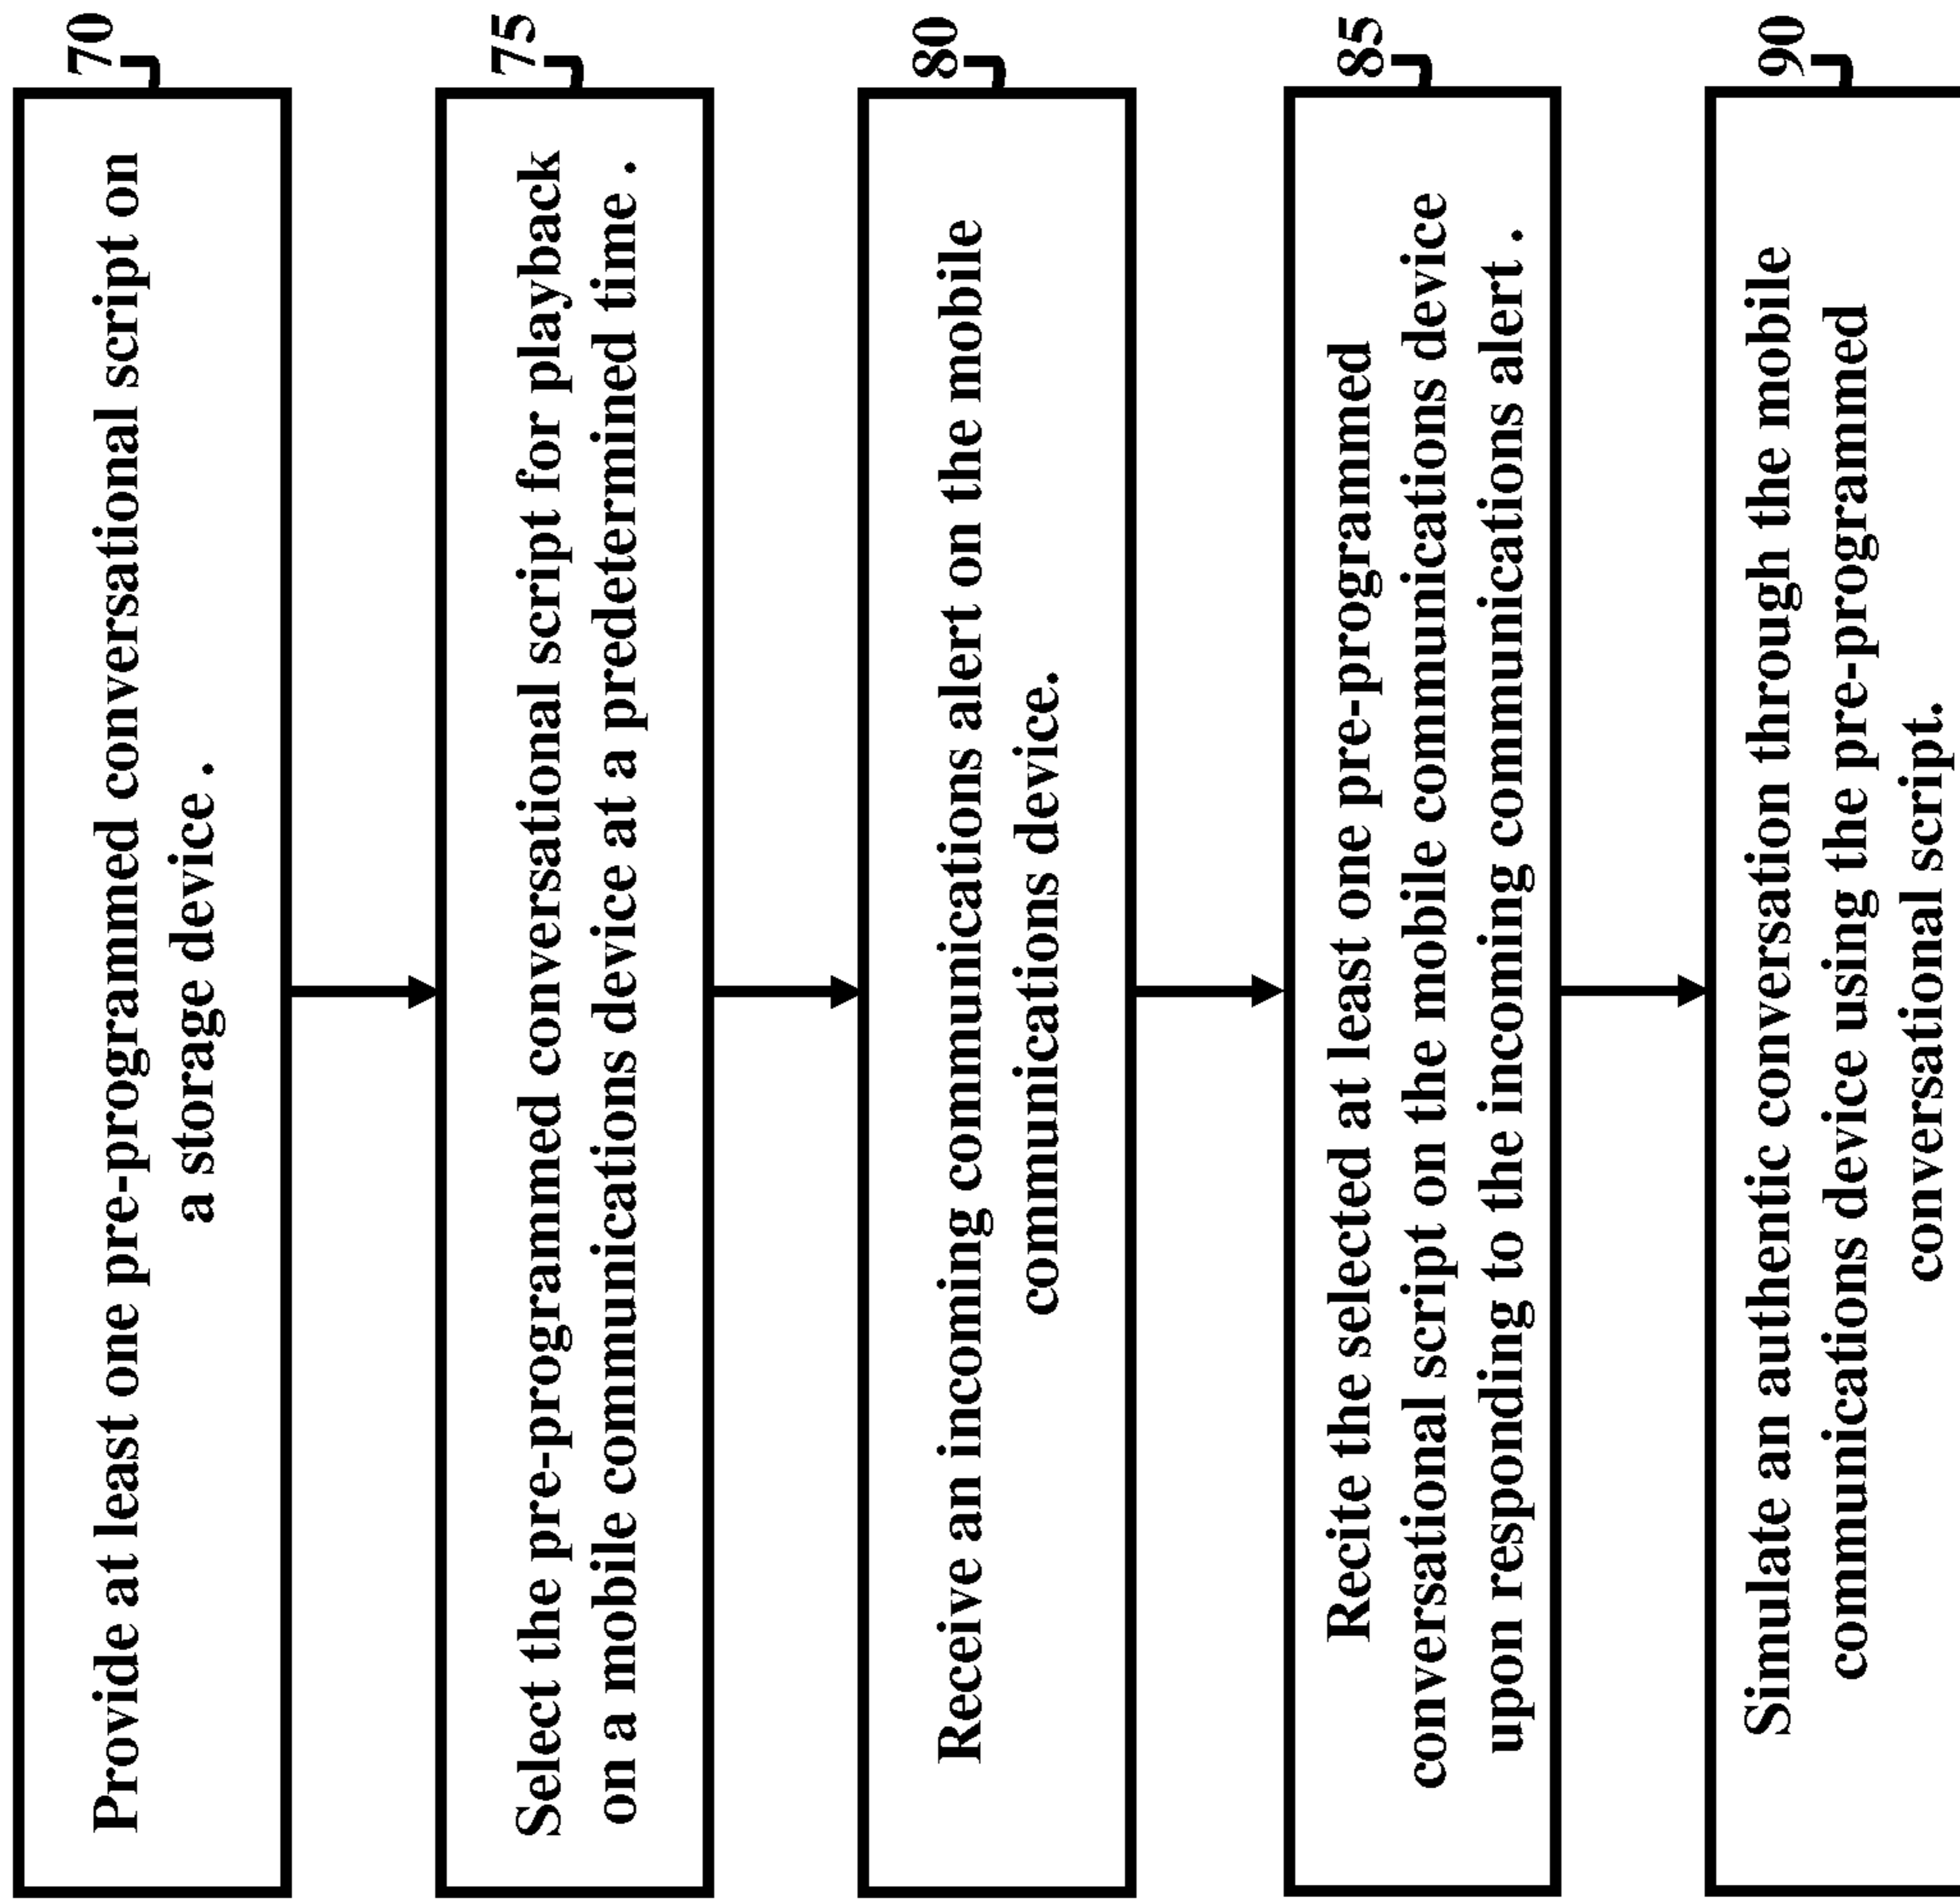 70
Provide at least one pre-programmed conversational script on
a storage device .
75
Select the pre-programmed conversational script for playback
on a mobile communications device at a predetermined time .
80
Receive an incoming communications alert on the mobile
communications device.
85
Recite the selected at least one pre-programmed
conversational script on the mobile communications device
upon responding to the incoming communications alert .
90
Simulate an authentic conversation through the mobile
communications device using the pre-programmed
conversational script.